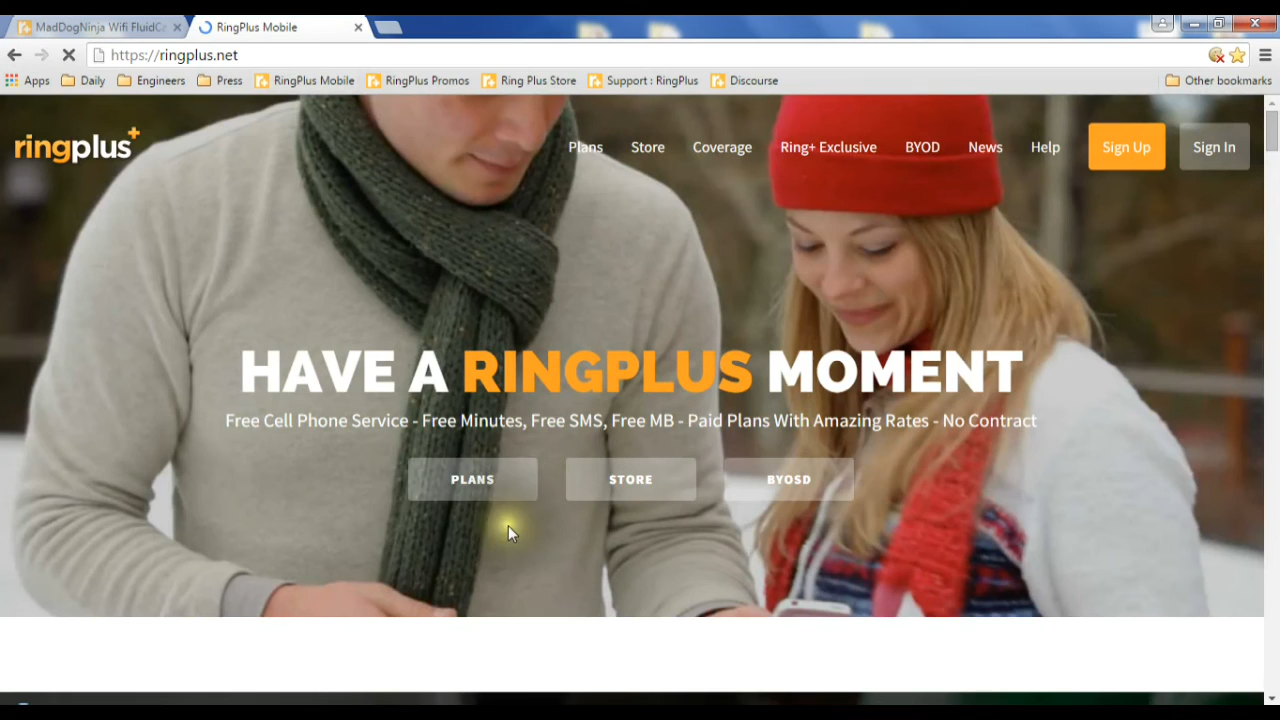 MadDogNinja Wifi FluidCa
RingPlus Mobile
https://ringplus.net
Apps Daily Engineers Press RingPlus Mobile RingPlus Promos Ring Plus Store Support : RingPlus Discourse Other bookmarks
ringplus+
Plans Store Coverage Ring+ Exclusive BYOD News Help Sign Up Sign In
HAVE A RINGPLUS MOMENT
Free Cell Phone Service - Free Minutes, Free SMS, Free MB - Paid Plans With Amazing Rates - No Contract
PLANS STORE BYOSD